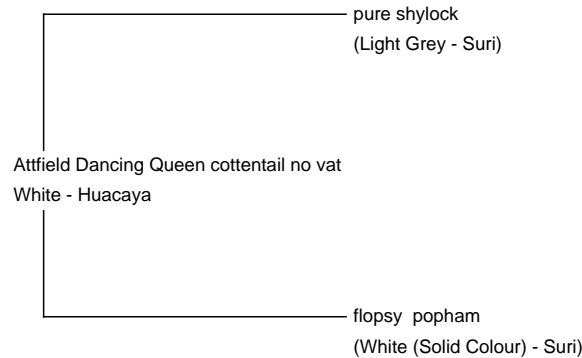 pure shylock
(Light Grey - Suri)
Attfield Dancing Queen cottentail no vat
White - Huacaya
flopsy  popham
(White (Solid Colour) - Suri)